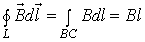 ∮_L B⃗dl⃗ = ∫_BC Bdl = Bl